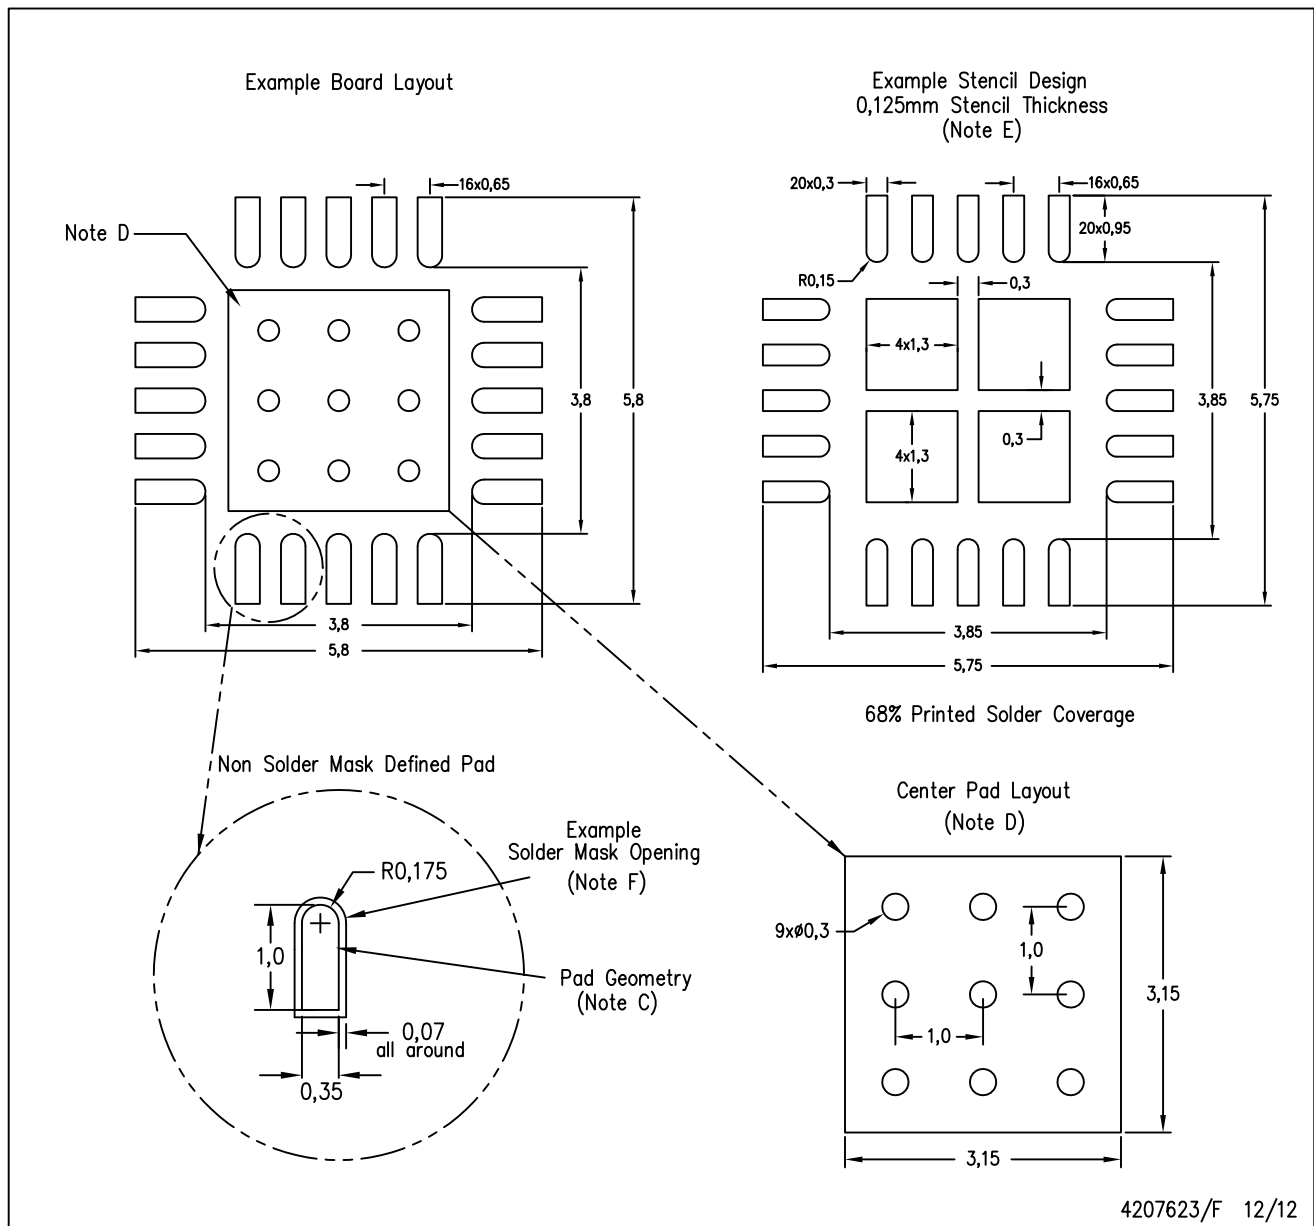 Example Board Layout
16x0,65
Note D
3,8
5,8
3,8
5,8
Example Stencil Design
0,125mm Stencil Thickness
(Note E)
20x0,3
16x0,65
20x0,95
R0,15
0,3
4x1,3
3,85
5,75
0,3
4x1,3
3,85
5,75
68% Printed Solder Coverage
Non Solder Mask Defined Pad
Example
Solder Mask Opening
(Note F)
R0,175
1,0
Pad Geometry
(Note C)
0,07
all around
0,35
Center Pad Layout
(Note D)
9xø0,3
1,0
1,0
3,15
3,15
4207623/F 12/12